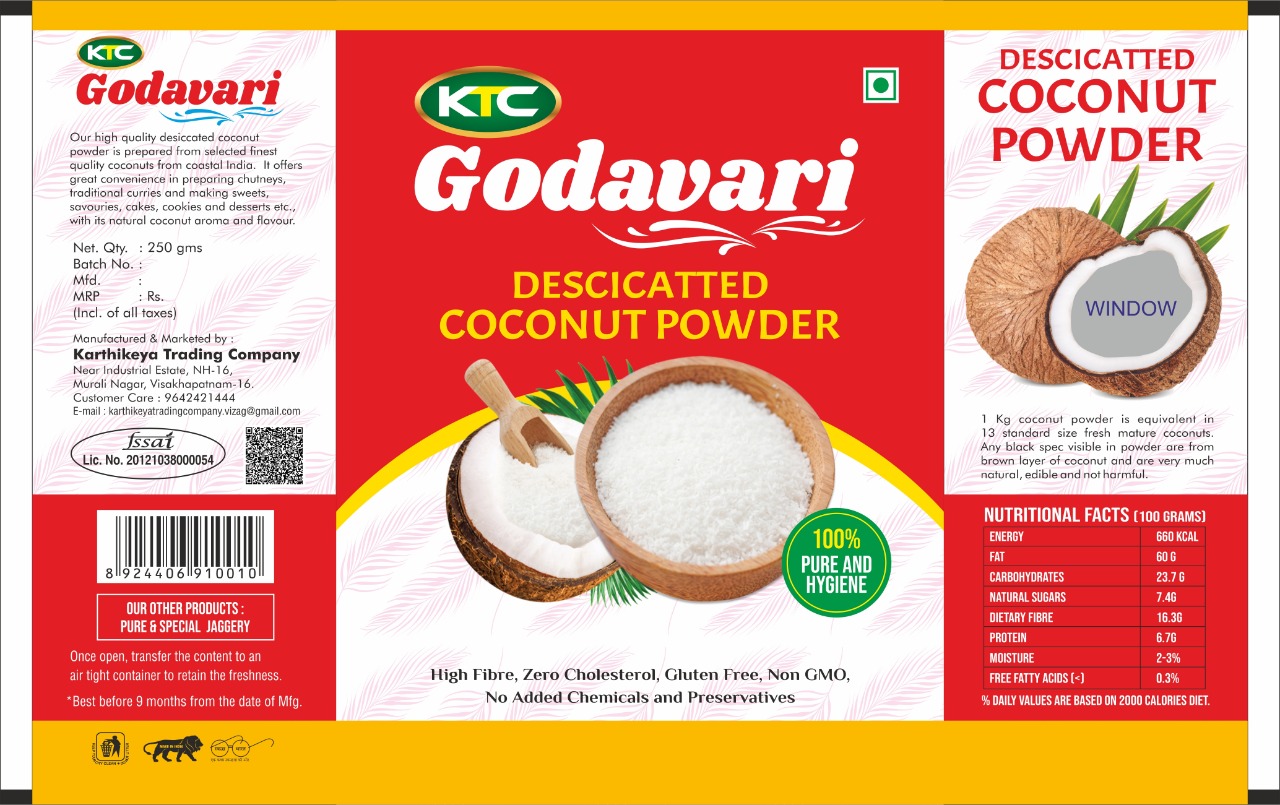 KTC
Godavari
Our high quality desiccated coconut
powder is prepared from selected finest
quality coconuts from coastal India. It offers
great convenience in preparing chutneys,
traditional curries and making sweets,
savouries, cakes, cookies and desserts etc.,
with its natural coconut aroma and flavour.
Net. Qty. : 250 gms
Batch No. :
Mfd. :
MRP : Rs.
(Incl. of all taxes)
Manufactured & Marketed by :
Karthikeya Trading Company
Near Industrial Estate, NH-16,
Murali Nagar, Visakhapatnam-16.
Customer Care : 9642421444
E-mail : karthikeyatradingcompany.vizag@gmail.com
fssai
Lic. No. 20121038000054
8 924406 910010
OUR OTHER PRODUCTS :
PURE & SPECIAL JAGGERY
Once open, transfer the content to an
air tight container to retain the freshness.
*Best before 9 months from the date of Mfg.
MADE IN INDIA
KTC
Godavari
DESCICATTED
COCONUT POWDER
100%
PURE AND
HYGIENE
High Fibre, Zero Cholesterol, Gluten Free, Non GMO,
No Added Chemicals and Preservatives
DESCICATTED
COCONUT
POWDER
WINDOW
1 Kg coconut powder is equivalent in
13 standard size fresh mature coconuts.
Any black spec visible in powder are from
brown layer of coconut and are very much
natural, edible and not harmful.
NUTRITIONAL FACTS (100 GRAMS)
ENERGY 660 KCAL
FAT 60 G
CARBOHYDRATES 23.7 G
NATURAL SUGARS 7.4G
DIETARY FIBRE 16.3G
PROTEIN 6.7G
MOISTURE 2-3%
FREE FATTY ACIDS (<) 0.3%
% DAILY VALUES ARE BASED ON 2000 CALORIES DIET.